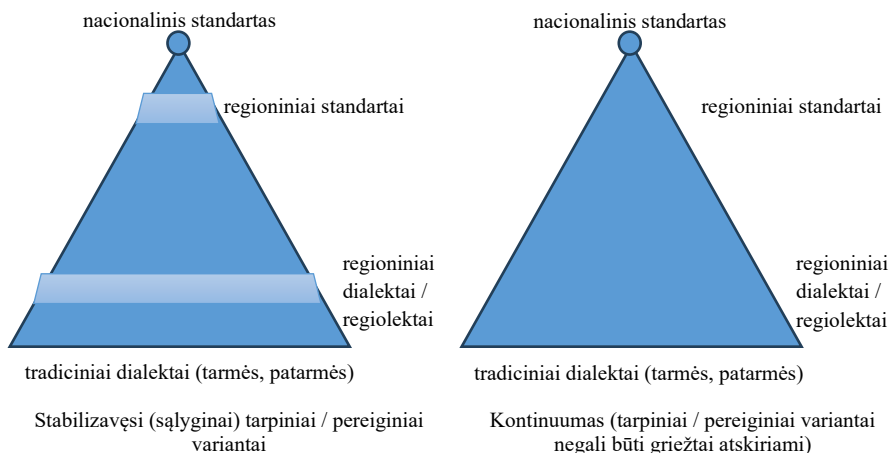 nacionalinis standartas
regioniniai standartai
regioniniai
dialektai /
regiolektai
tradiciniai dialektai (tarmės, patarmės)
Stabilizavęsi (sąlyginai) tarpiniai / pereiginiai
variantai
nacionalinis standartas
regioniniai standartai
regioniniai
dialektai /
regiolektai
tradiciniai dialektai (tarmės, patarmės)
Kontinuumas (tarpiniai / pereiginiai variantai
negali būti griežtai atskiriami)